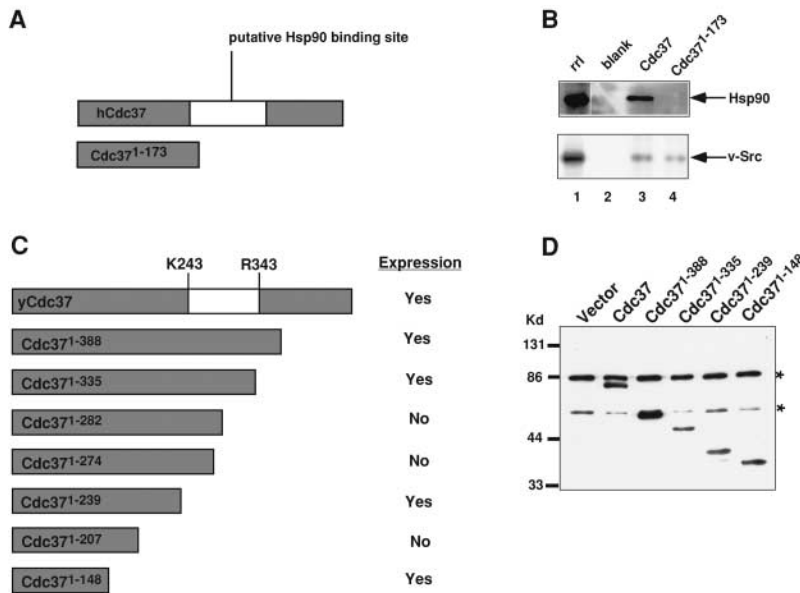 A
putative Hsp90 binding site
hCdc37
Cdc37¹⁻¹⁷³
B
rrl
blank
Cdc37
Cdc37¹⁻¹⁷³
Hsp90
v-Src
1 2 3 4
C
K243 R343 Expression
yCdc37 Yes
Cdc37¹⁻³⁸⁸ Yes
Cdc37¹⁻³³⁵ Yes
Cdc37¹⁻²⁸² No
Cdc37¹⁻²⁷⁴ No
Cdc37¹⁻²³⁹ Yes
Cdc37¹⁻²⁰⁷ No
Cdc37¹⁻¹⁴⁸ Yes
D
Vector
Cdc37
Cdc37¹⁻³⁸⁸
Cdc37¹⁻³³⁵
Cdc37¹⁻²³⁹
Cdc37¹⁻¹⁴⁸
Kd
131
86 *
*
44
33